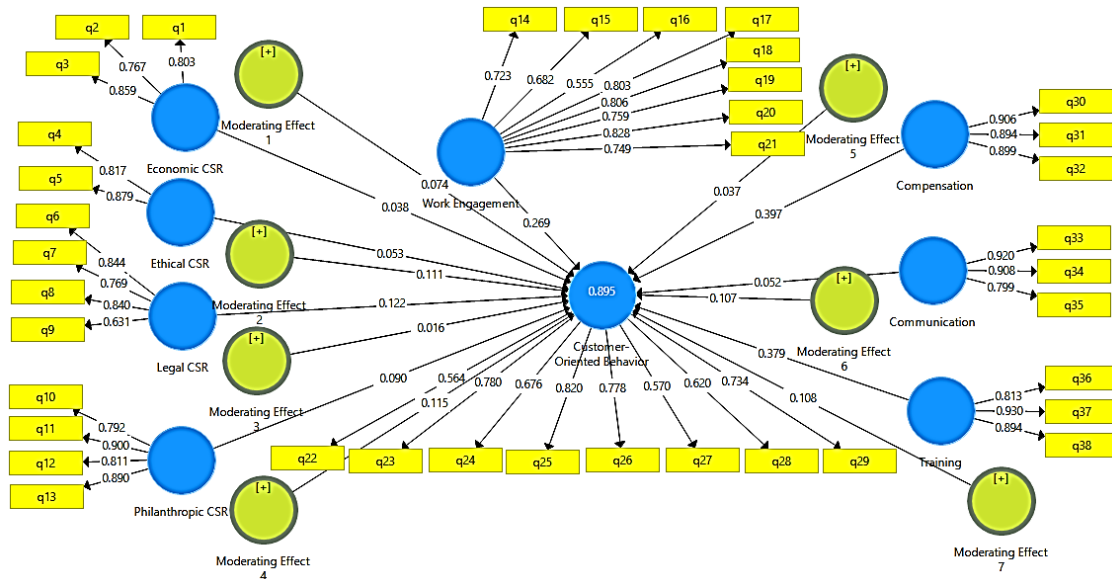 q14
q15
q16
q17
q2
q1
q3
[+]
q18
q19
q20
q21
[+]
q30
q31
q32
0.803
0.767
0.859
0.723
0.682
0.555
0.803
0.806
0.759
0.828
0.749
0.906
0.894
0.899
Moderating Effect
1
Economic CSR
Work Engagement
Moderating Effect
5
Compensation
q4
q5
0.817
0.879
0.074
0.038
0.269
0.037
0.397
q6
q7
q8
q9
Ethical CSR
[+]
0.053
0.111
0.844
0.769
0.840
0.631
Moderating Effect
2
Legal CSR
0.122
0.895
0.052
0.107
[+]
q33
q34
q35
0.920
0.908
0.799
Communication
Moderating Effect
6
[+]
0.016
Customer-
Oriented Behavior
Moderating Effect
3
0.090
0.564
0.115
0.780
0.676
0.820
0.778
0.570
0.620
0.734
0.108
0.379
q10
q11
q12
q13
0.792
0.900
0.811
0.890
Philanthropic CSR
q22
q23
q24
q25
q26
q27
q28
q29
q36
q37
q38
0.813
0.930
0.894
Training
[+]
Moderating Effect
4
[+]
Moderating Effect
7